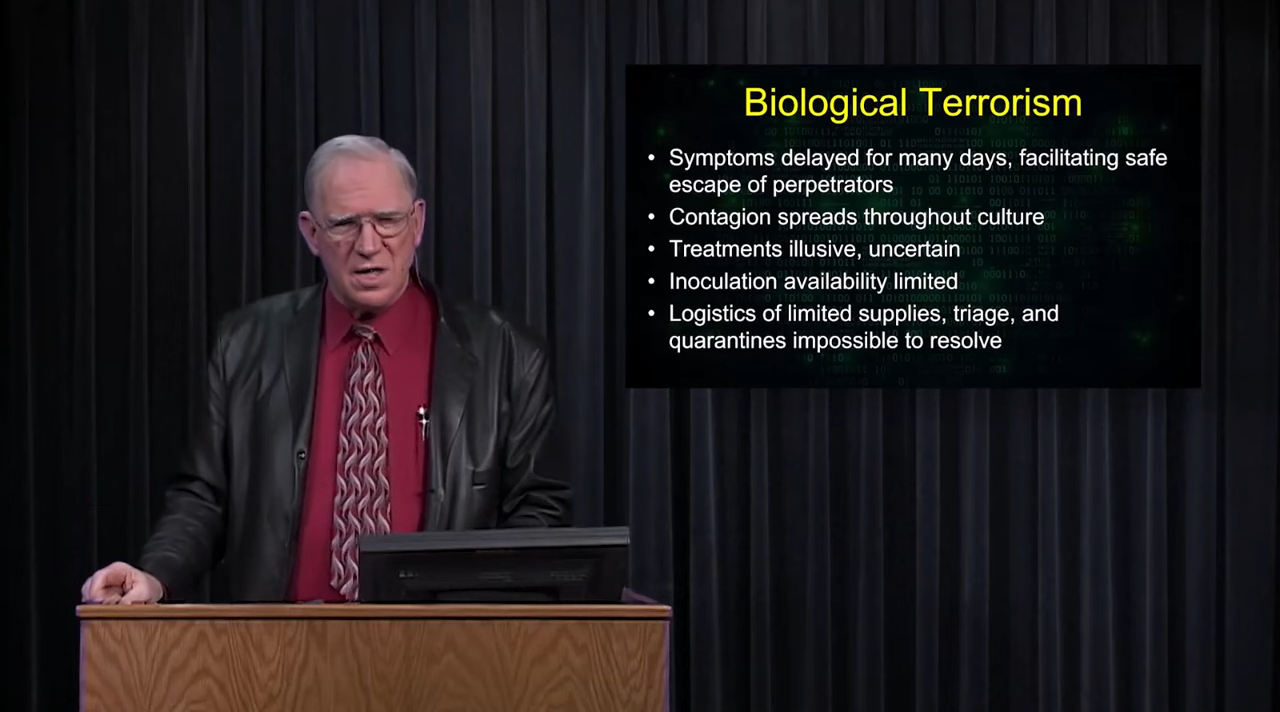 Biological Terrorism
• Symptoms delayed for many days, facilitating safe
escape of perpetrators
• Contagion spreads throughout culture
• Treatments illusive, uncertain
• Inoculation availability limited
• Logistics of limited supplies, triage, and
quarantines impossible to resolve